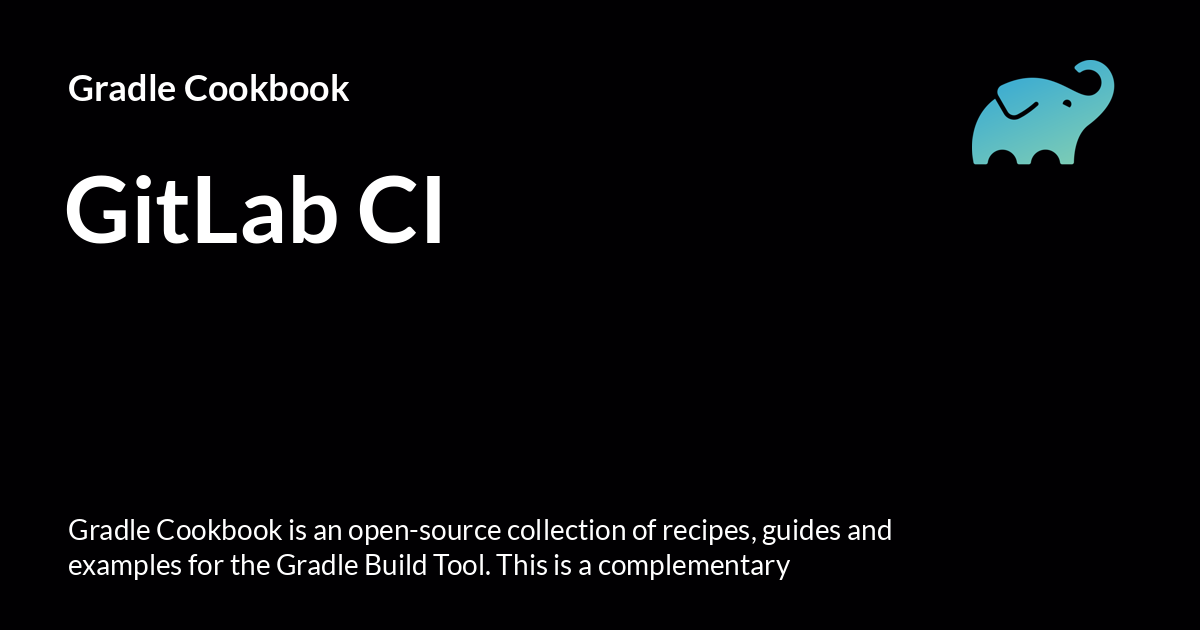 Gradle Cookbook
GitLab CI
Gradle Cookbook is an open-source collection of recipes, guides and
examples for the Gradle Build Tool. This is a complementary